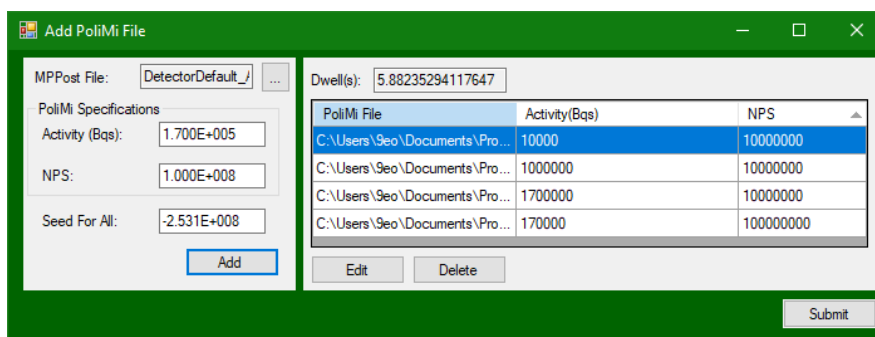 Add PoliMi File
MPPost File: DetectorDefault_A ...
PoliMi Specifications
Activity (Bqs): 1.700E+005
NPS: 1.000E+008
Seed For All: -2.531E+008
Add
Dwell(s): 5.88235294117647
PoliMi File Activity(Bqs) NPS
C:\Users\9eo\Documents\Pro... 10000 10000000
C:\Users\9eo\Documents\Pro... 1000000 10000000
C:\Users\9eo\Documents\Pro... 1700000 10000000
C:\Users\9eo\Documents\Pro... 170000 100000000
Edit Delete
Submit